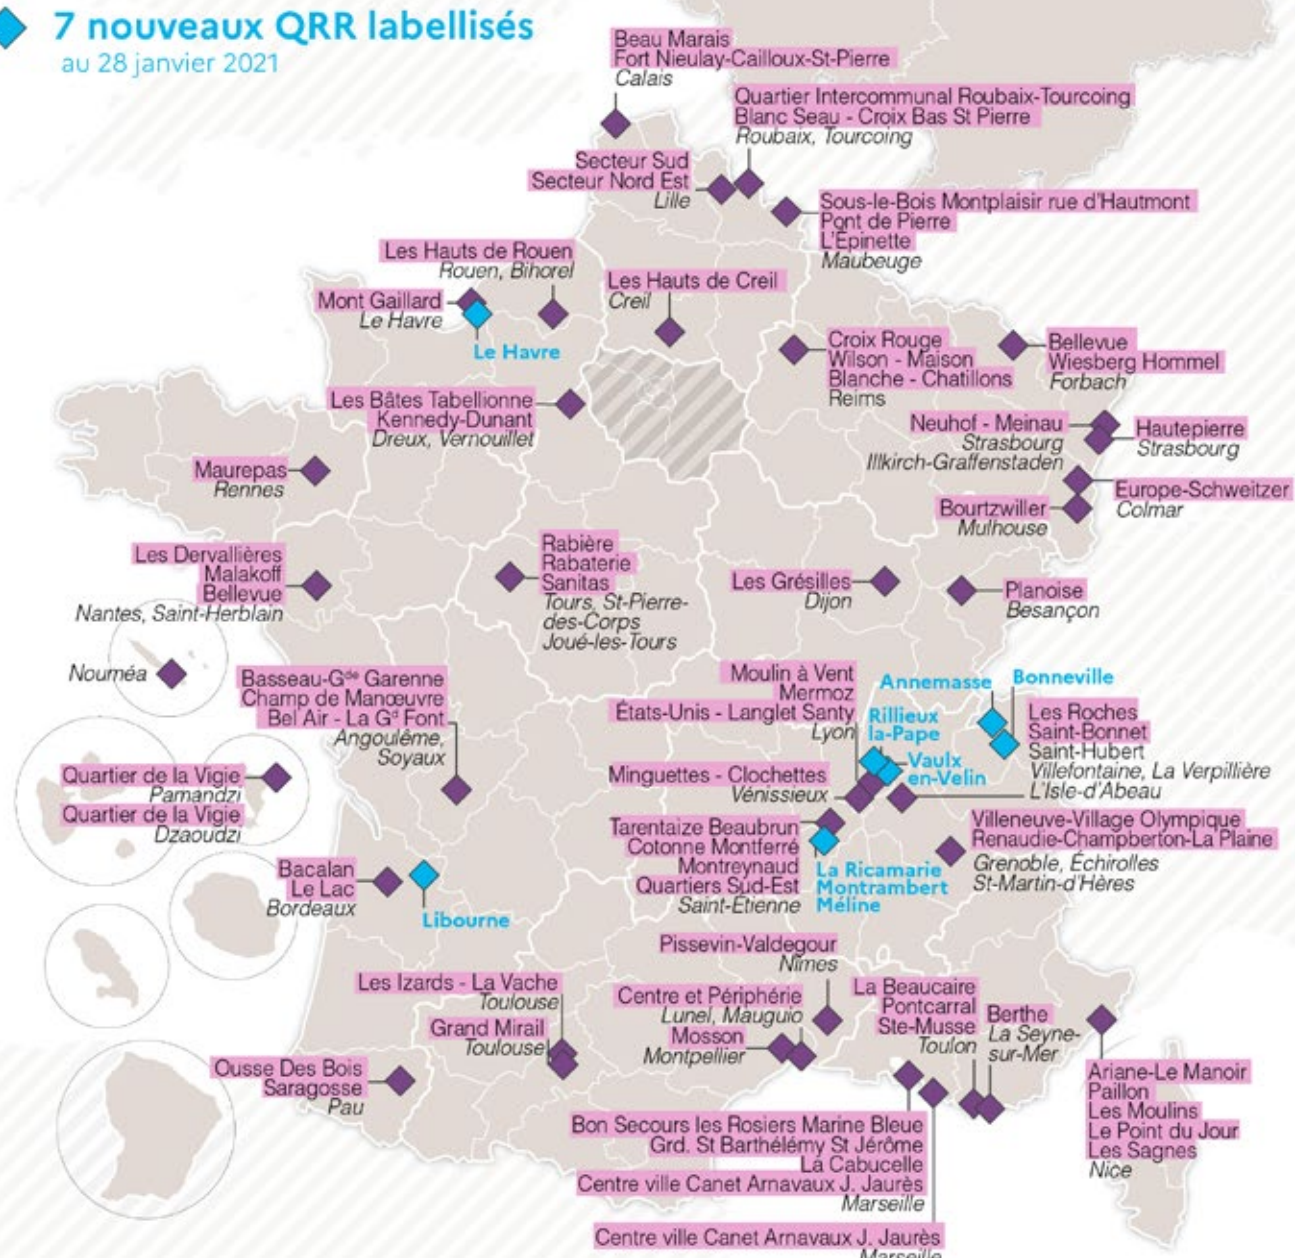 7 nouveaux QRR labellisés
au 28 janvier 2021
Beau Marais
Fort Nieulay-Cailloux-St-Pierre
Calais
Quartier Intercommunal Roubaix-Tourcoing
Blanc Seau - Croix Bas St Pierre
Roubaix, Tourcoing
Secteur Sud
Secteur Nord Est
Lille
Sous-le-Bois Montplaisir rue d'Hautmont
Pont de Pierre
L'Épinette
Maubeuge
Les Hauts de Rouen
Rouen, Bihorel
Les Hauts de Creil
Creil
Mont Gaillard
Le Havre
Le Havre
Croix Rouge
Wilson - Maison
Blanche - Chatillons
Reims
Bellevue
Wiesberg Hommel
Forbach
Les Bâtes Tabellionne
Kennedy-Dunant
Dreux, Vernouillet
Neuhof - Meinau
Strasbourg
Illkirch-Graffenstaden
Hautepierre
Strasbourg
Maurepas
Rennes
Europe-Schweitzer
Colmar
Bourtzwiller
Mulhouse
Les Dervallières
Malakoff
Bellevue
Nantes, Saint-Herblain
Rabière
Rabaterie
Sanitas
Tours, St-Pierre-
des-Corps
Joué-les-Tours
Les Grésilles
Dijon
Planoise
Besançon
Nouméa
Basseau-Gde Garenne
Champ de Manœuvre
Bel Air - La Gd Font
Angoulême,
Soyaux
Moulin à Vent
Mermoz
États-Unis - Langlet Santy
Lyon
Rillieux
la-Pape
Annemasse
Bonneville
Les Roches
Saint-Bonnet
Saint-Hubert
Villefontaine, La Verpillière
L'Isle-d'Abeau
Vaulx
en-Velin
Quartier de la Vigie
Pamandzi
Quartier de la Vigie
Dzaoudzi
Minguettes - Clochettes
Vénissieux
Tarentaize Beaubrun
Cotonne Montferré
Montreynaud
Quartiers Sud-Est
Saint-Étienne
La Ricamarie
Montrambert
Méline
Villeneuve-Village Olympique
Renaudie-Champberton-La Plaine
Grenoble, Échirolles
St-Martin-d'Hères
Bacalan
Le Lac
Bordeaux
Libourne
Pissevin-Valdegour
Nîmes
Les Izards - La Vache
Toulouse
Grand Mirail
Toulouse
Centre et Périphérie
Lunel, Mauguio
Mosson
Montpellier
La Beaucaire
Pontcarral
Ste-Musse
Toulon
Berthe
La Seyne-
sur-Mer
Ousse Des Bois
Saragosse
Pau
Ariane-Le Manoir
Paillon
Les Moulins
Le Point du Jour
Les Sagnes
Nice
Bon Secours les Rosiers Marine Bleue
Grd. St Barthélémy St Jérôme
La Cabucelle
Centre ville Canet Arnavaux J. Jaurès
Marseille
Centre ville Canet Arnavaux J. Jaurès
Marseille